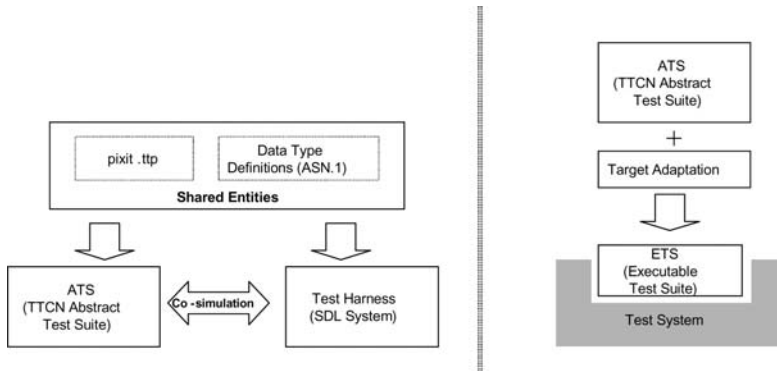 pixit .ttp
Data Type
Definitions (ASN.1)
Shared Entities
ATS
(TTCN Abstract
Test Suite)
Co -simulation
Test Harness
(SDL System)
ATS
(TTCN Abstract
Test Suite)
+
Target Adaptation
ETS
(Executable
Test Suite)
Test System